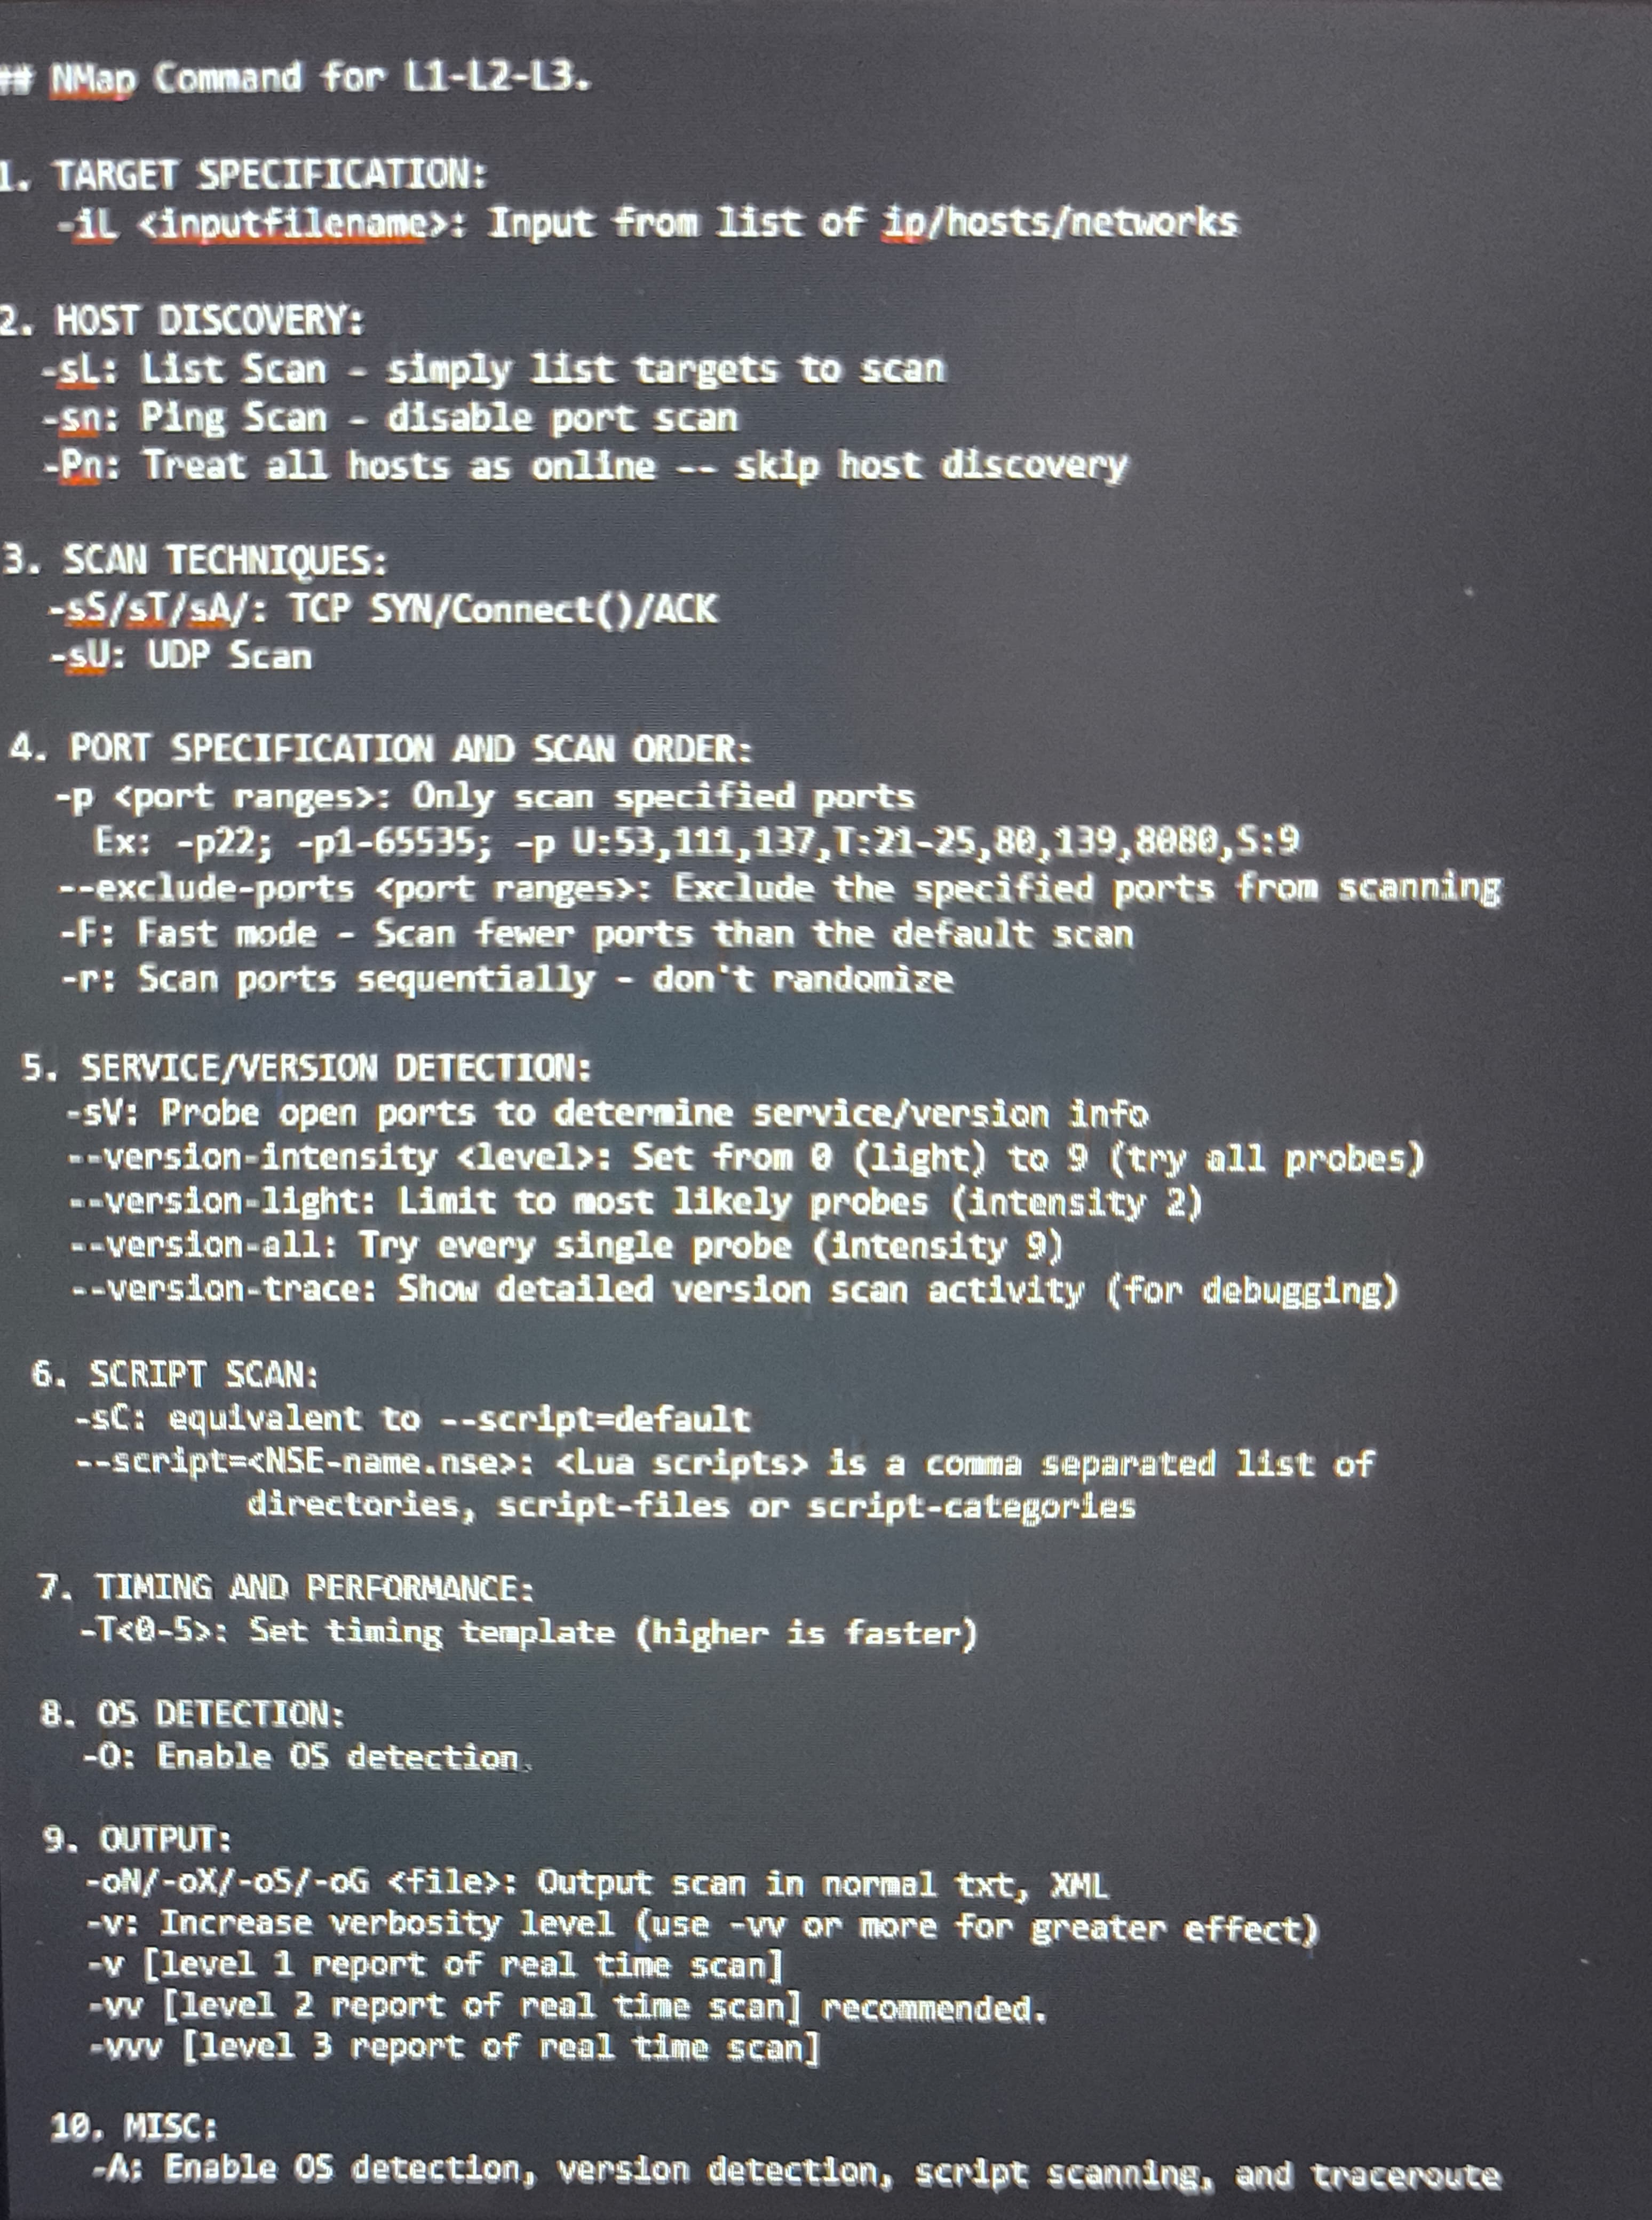 ## NMap Command for L1-L2-L3.
1. TARGET SPECIFICATION:
-iL <inputfilename>: Input from list of ip/hosts/networks
2. HOST DISCOVERY:
-sL: List Scan - simply list targets to scan
-sn: Ping Scan - disable port scan
-Pn: Treat all hosts as online -- skip host discovery
3. SCAN TECHNIQUES:
-sS/sT/sA/: TCP SYN/Connect()/ACK
-sU: UDP Scan
4. PORT SPECIFICATION AND SCAN ORDER:
-p <port ranges>: Only scan specified ports
Ex: -p22; -p1-65535; -p U:53,111,137,T:21-25,80,139,8080,S:9
--exclude-ports <port ranges>: Exclude the specified ports from scanning
-F: Fast mode - Scan fewer ports than the default scan
-r: Scan ports sequentially - don't randomize
5. SERVICE/VERSION DETECTION:
-sV: Probe open ports to determine service/version info
--version-intensity <level>: Set from 0 (light) to 9 (try all probes)
--version-light: Limit to most likely probes (intensity 2)
--version-all: Try every single probe (intensity 9)
--version-trace: Show detailed version scan activity (for debugging)
6. SCRIPT SCAN:
-sC: equivalent to --script=default
--script=<NSE-name.nse>: <Lua scripts> is a comma separated list of
directories, script-files or script-categories
7. TIMING AND PERFORMANCE:
-T<0-5>: Set timing template (higher is faster)
8. OS DETECTION:
-O: Enable OS detection.
9. OUTPUT:
-oN/-oX/-oS/-oG <file>: Output scan in normal txt, XML
-v: Increase verbosity level (use -vv or more for greater effect)
-v [level 1 report of real time scan]
-vv [level 2 report of real time scan] recommended.
-vvv [level 3 report of real time scan]
10. MISC:
-A: Enable OS detection, version detection, script scanning, and traceroute